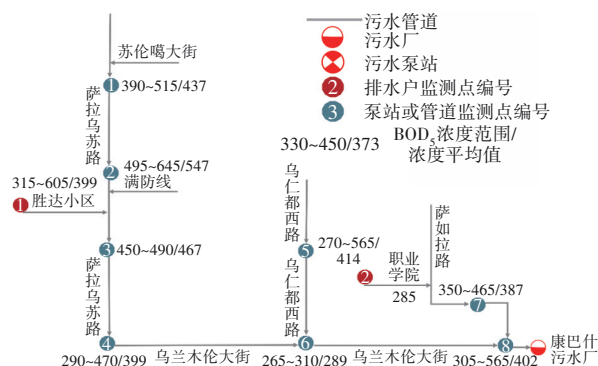 污水管道
污水厂
污水泵站
2 排水户监测点编号
3 泵站或管道监测点编号
330~450/373 BOD₅浓度范围/
浓度平均值
苏伦噶大街
1 390~515/437
萨拉乌苏路
2 495~645/547
满防线
315~605/399
1 胜达小区
3 450~490/467
萨拉乌苏路
4
290~470/399
乌兰木伦大街
乌仁都西路
5 270~565/
414
乌仁都西路
6
265~310/289
乌兰木伦大街
萨如拉路
2 职业
学院
285
350~465/387
7
8
305~565/402
康巴什
污水厂